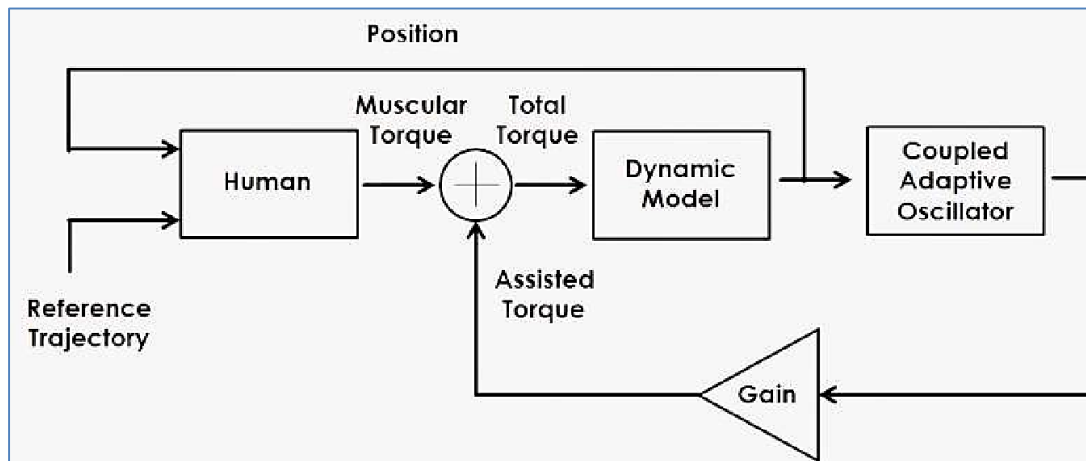 Position
Muscular
Torque
Total
Torque
Human
Dynamic
Model
Coupled
Adaptive
Oscillator
Assisted
Torque
Reference
Trajectory
Gain